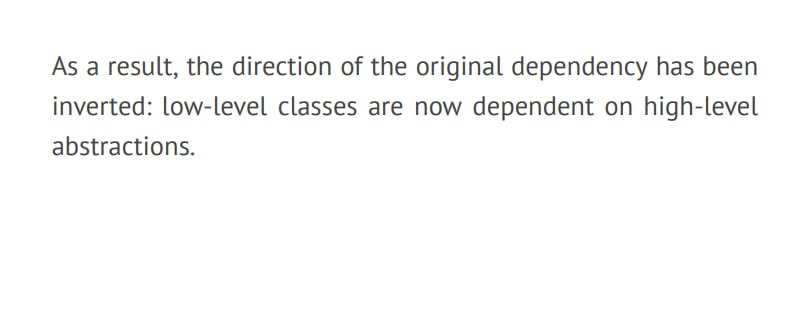 As a result, the direction of the original dependency has been
inverted: low-level classes are now dependent on high-level
abstractions.